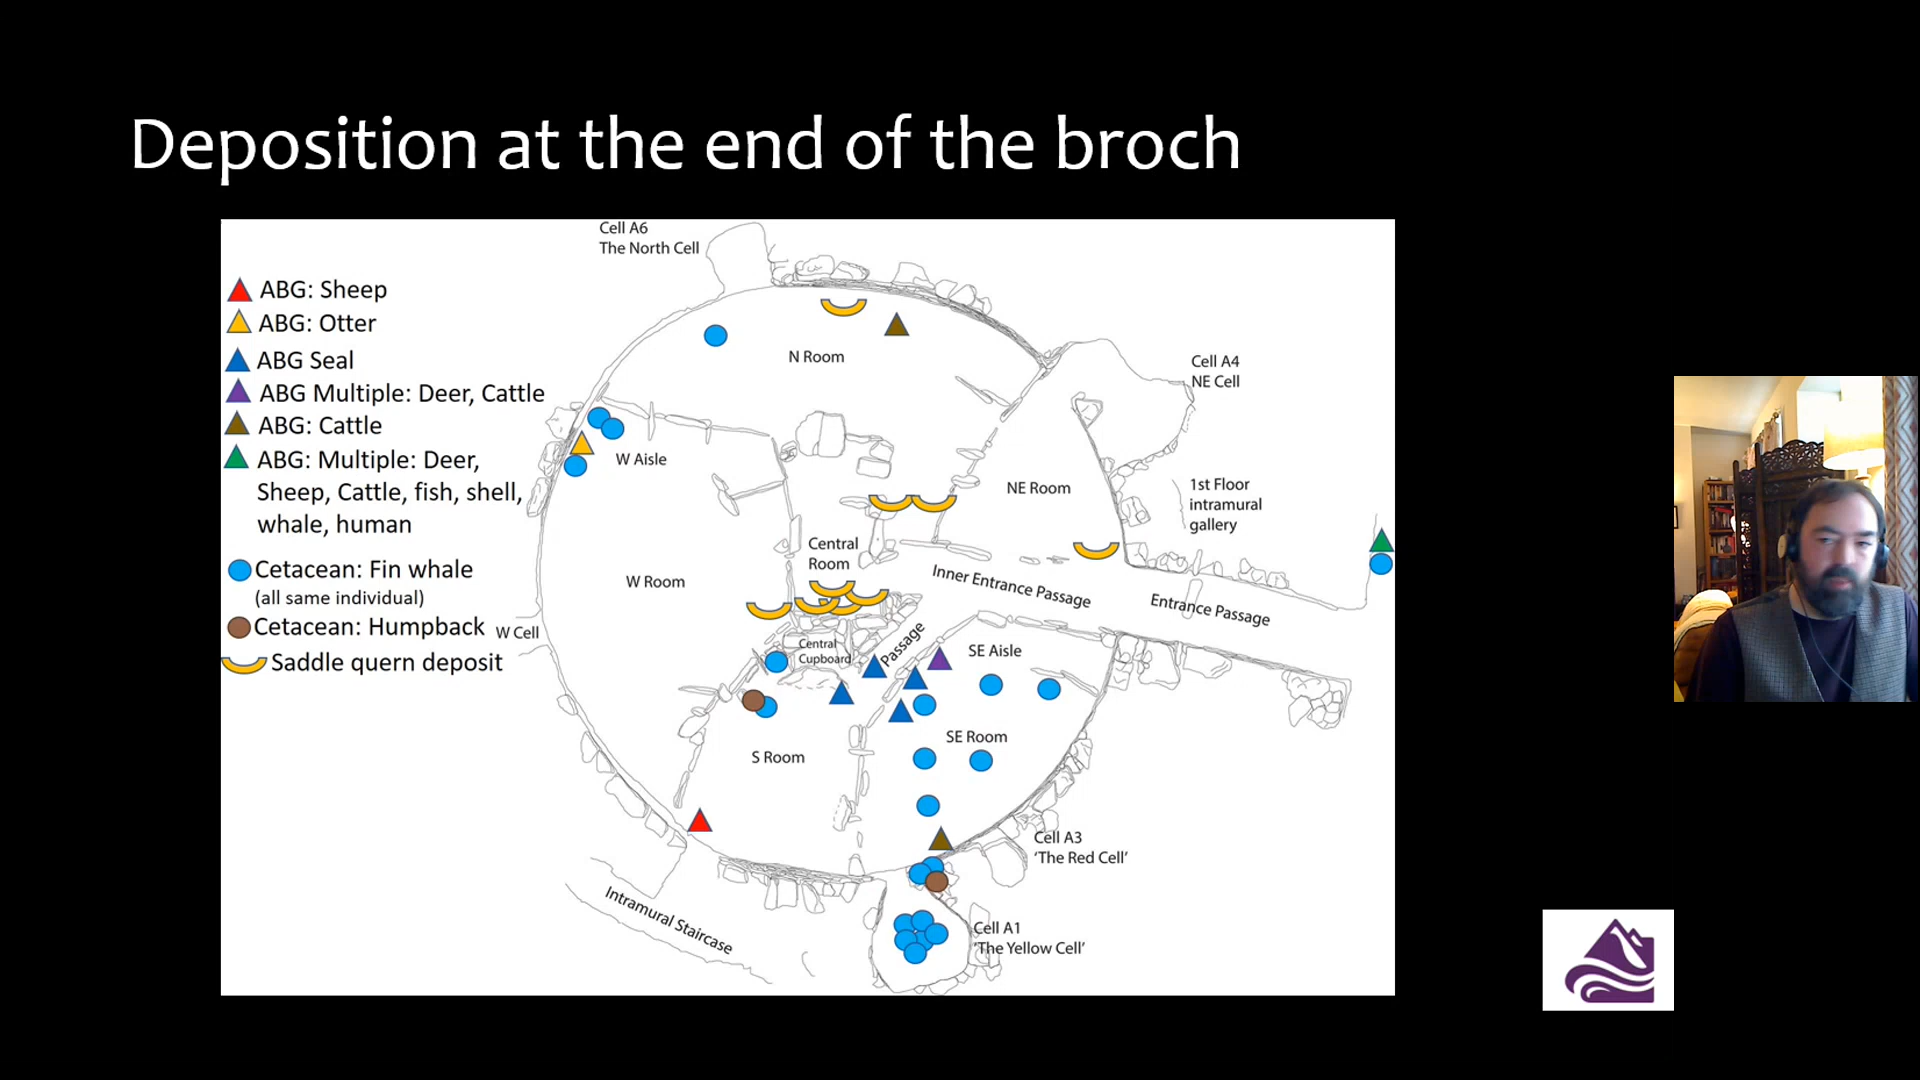 Deposition at the end of the broch
Cell A6
The North Cell
ABG: Sheep
ABG: Otter
ABG Seal
ABG Multiple: Deer, Cattle
ABG: Cattle
ABG: Multiple: Deer,
Sheep, Cattle, fish, shell,
whale, human
Cetacean: Fin whale
(all same individual)
Cetacean: Humpback
Saddle quern deposit
N Room
Cell A4
NE Cell
W Aisle
NE Room
1st Floor
intramural
gallery
Central
Room
W Room
Inner Entrance Passage
Entrance Passage
W Cell
Central
Cupboard
Passage
SE Aisle
SE Room
S Room
Cell A3
'The Red Cell'
Intramural Staircase
Cell A1
'The Yellow Cell'